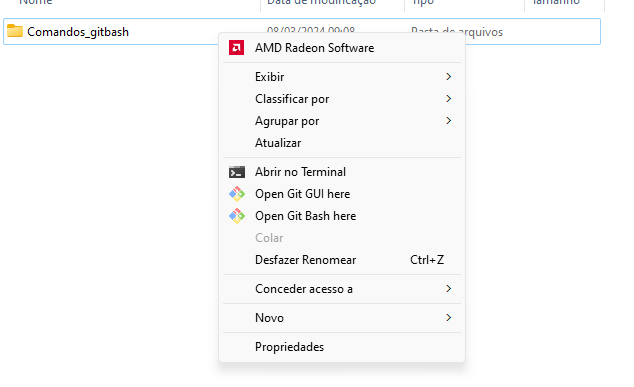 Nome Data de modificação Tipo Tamanho
Comandos_gitbash 08/03/2024 09:08 Pasta de arquivos
AMD Radeon Software
Exibir
Classificar por
Agrupar por
Atualizar
Abrir no Terminal
Open Git GUI here
Open Git Bash here
Colar
Desfazer Renomear Ctrl+Z
Conceder acesso a
Novo
Propriedades